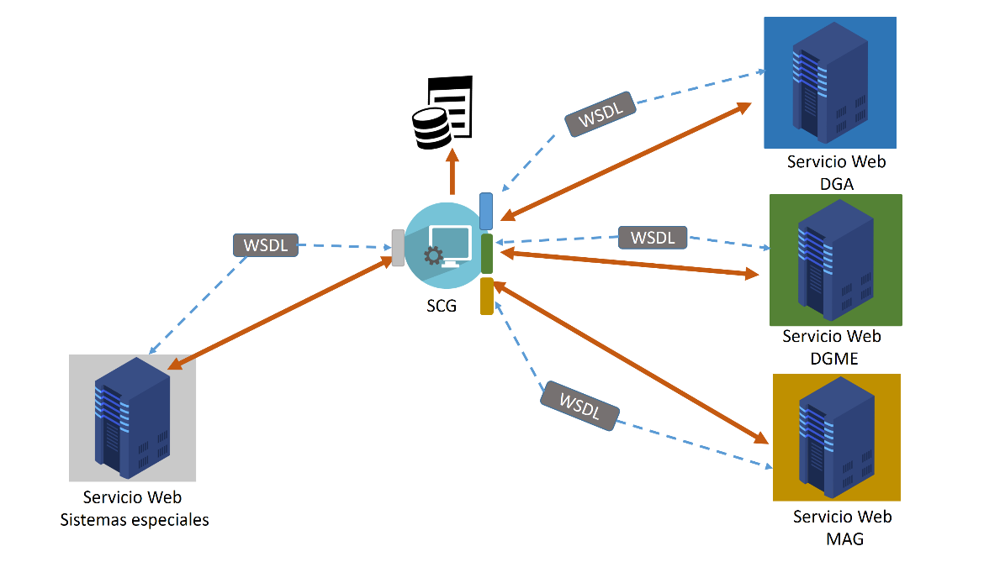 WSDL
Servicio Web
DGA
WSDL
WSDL
SCG
Servicio Web
DGME
WSDL
Servicio Web
Sistemas especiales
Servicio Web
MAG